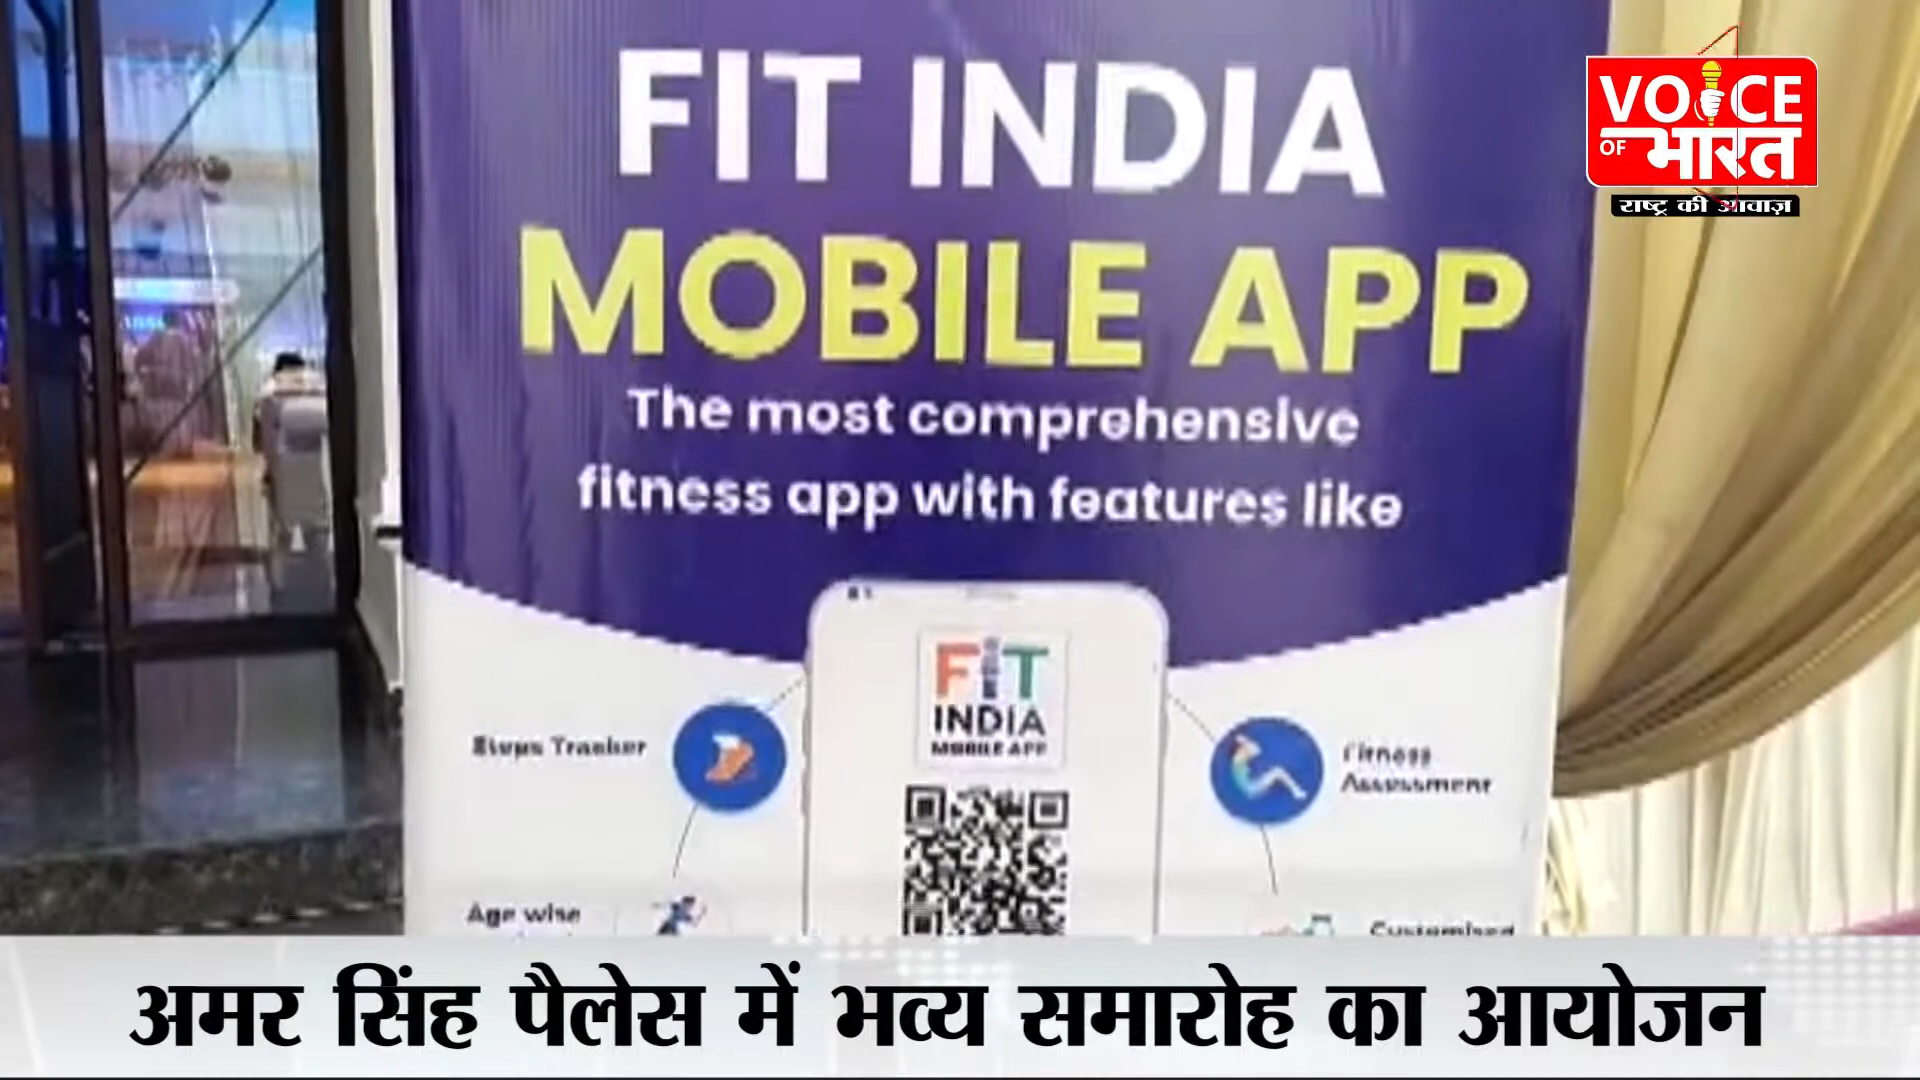 FIT INDIA
MOBILE APP
The most comprehensive
fitness app with features like
VOICE
OF भारत
राष्ट्र की आवाज़
FIT
INDIA
MOBILE APP
Steps Tracker
Fitness
Assessment
Age wise
Customised
अमर सिंह पैलेस में भव्य समारोह का आयोजन